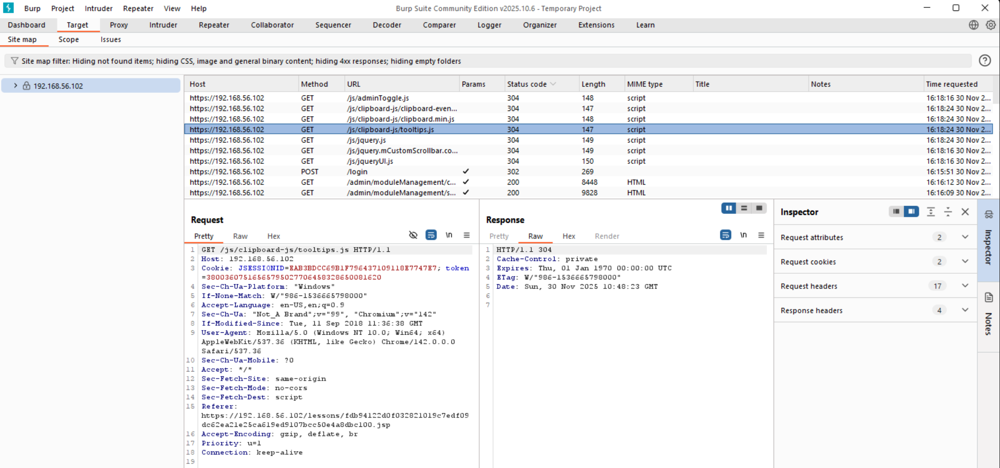 Burp Project Intruder Repeater View Help Burp Suite Community Edition v2025.10.6 - Temporary Project
Dashboard Target Proxy Intruder Repeater Collaborator Sequencer Decoder Comparer Logger Organizer Extensions Learn
Site map Scope Issues
Site map filter: Hiding not found items; hiding CSS, image and general binary content; hiding 4xx responses; hiding empty folders
192.168.56.102
Host Method URL Params Status code Length MIME type Title Notes Time requested
https://192.168.56.102 GET /js/adminToggle.js 304 148 script 16:18:16 30 Nov 2...
https://192.168.56.102 GET /js/clipboard-js/clipboard-even... 304 147 script 16:18:24 30 Nov 2...
https://192.168.56.102 GET /js/clipboard-js/clipboard.min.js 304 148 script 16:18:24 30 Nov 2...
https://192.168.56.102 GET /js/clipboard-js/tooltips.js 304 147 script 16:18:24 30 Nov 2...
https://192.168.56.102 GET /js/jquery.js 304 149 script 16:18:24 30 Nov 2...
https://192.168.56.102 GET /js/jquery.mCustomScrollbar.co... 304 149 script 16:18:16 30 Nov 2...
https://192.168.56.102 GET /js/jqueryUI.js 304 150 script 16:18:16 30 Nov 2...
https://192.168.56.102 POST /login ✓ 302 269 16:15:51 30 Nov 2...
https://192.168.56.102 GET /admin/moduleManagement/c... ✓ 200 8448 HTML 16:16:12 30 Nov 2...
https://192.168.56.102 GET /admin/moduleManagement/s... ✓ 200 9828 HTML 16:16:09 30 Nov 2...
Request
Pretty Raw Hex \n
1 GET /js/clipboard-js/tooltips.js HTTP/1.1
2 Host: 192.168.56.102
3 Cookie: JSESSIONID=EAB3BDCC69B1F796437109118E7747E7; token
=38003607516565795027706458328650081620
4 Sec-Ch-Ua-Platform: "Windows"
5 If-None-Match: W/"986-1536665798000"
6 Accept-Language: en-US,en;q=0.9
7 Sec-Ch-Ua: "Not_A Brand";v="99", "Chromium";v="142"
8 If-Modified-Since: Tue, 11 Sep 2018 11:36:38 GMT
9 User-Agent: Mozilla/5.0 (Windows NT 10.0; Win64; x64)
AppleWebKit/537.36 (KHTML, like Gecko) Chrome/142.0.0.0
Safari/537.36
10 Sec-Ch-Ua-Mobile: ?0
11 Accept: */*
12 Sec-Fetch-Site: same-origin
13 Sec-Fetch-Mode: no-cors
14 Sec-Fetch-Dest: script
15 Referer:
https://192.168.56.102/lessons/fdb94122d0f032821019c7edf09
dc62ea21e25ca619ed9107bcc50e4a8dbc100.jsp
16 Accept-Encoding: gzip, deflate, br
17 Priority: u=1
18 Connection: keep-alive
19
Response
Pretty Raw Hex Render \n
1 HTTP/1.1 304
2 Cache-Control: private
3 Expires: Thu, 01 Jan 1970 00:00:00 UTC
4 ETag: W/"986-1536665798000"
5 Date: Sun, 30 Nov 2025 10:48:23 GMT
6
7
Inspector
Request attributes 2
Request cookies 2
Request headers 17
Response headers 4
Inspector
Notes